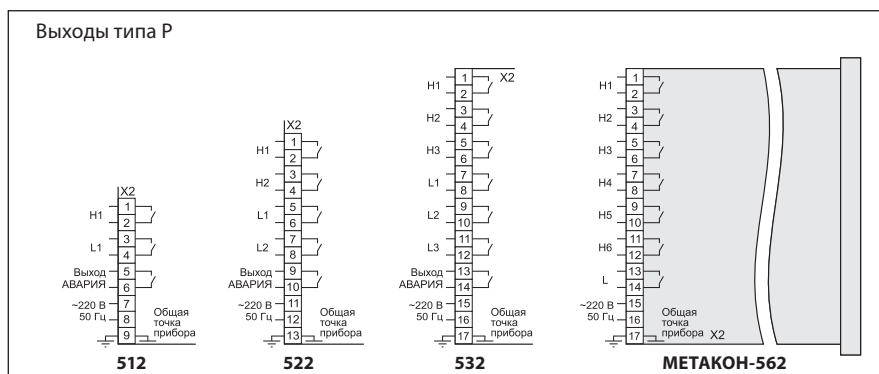 Выходы типа Р
X2
1
H1
2
3
L1
4
Выход 5
АВАРИЯ 6
~220 В 7
50 Гц 8
9
Общая
точка
прибора
512
X2
1
H1
2
3
H2
4
5
L1
6
7
L2
8
Выход 9
АВАРИЯ 10
~220 В 11
50 Гц 12
13
Общая
точка
прибора
522
1 X2
H1
2
3
H2
4
5
H3
6
7
L1
8
9
L2
10
11
L3
12
Выход 13
АВАРИЯ 14
~220 В 15
50 Гц 16
17
Общая
точка
прибора
532
1
H1
2
3
H2
4
5
H3
6
7
H4
8
9
H5
10
11
H6
12
13
L
14
~220 В 15
50 Гц 16
17
Общая
точка
прибора X2
МЕТАКОН-562